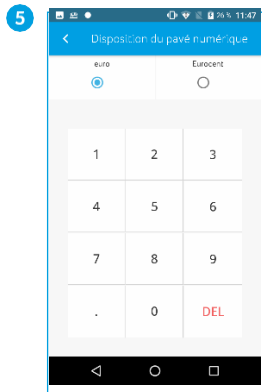 5
26 % 11:47
Disposition du pavé numérique
euro Eurocent
1 2 3
4 5 6
7 8 9
. 0 DEL